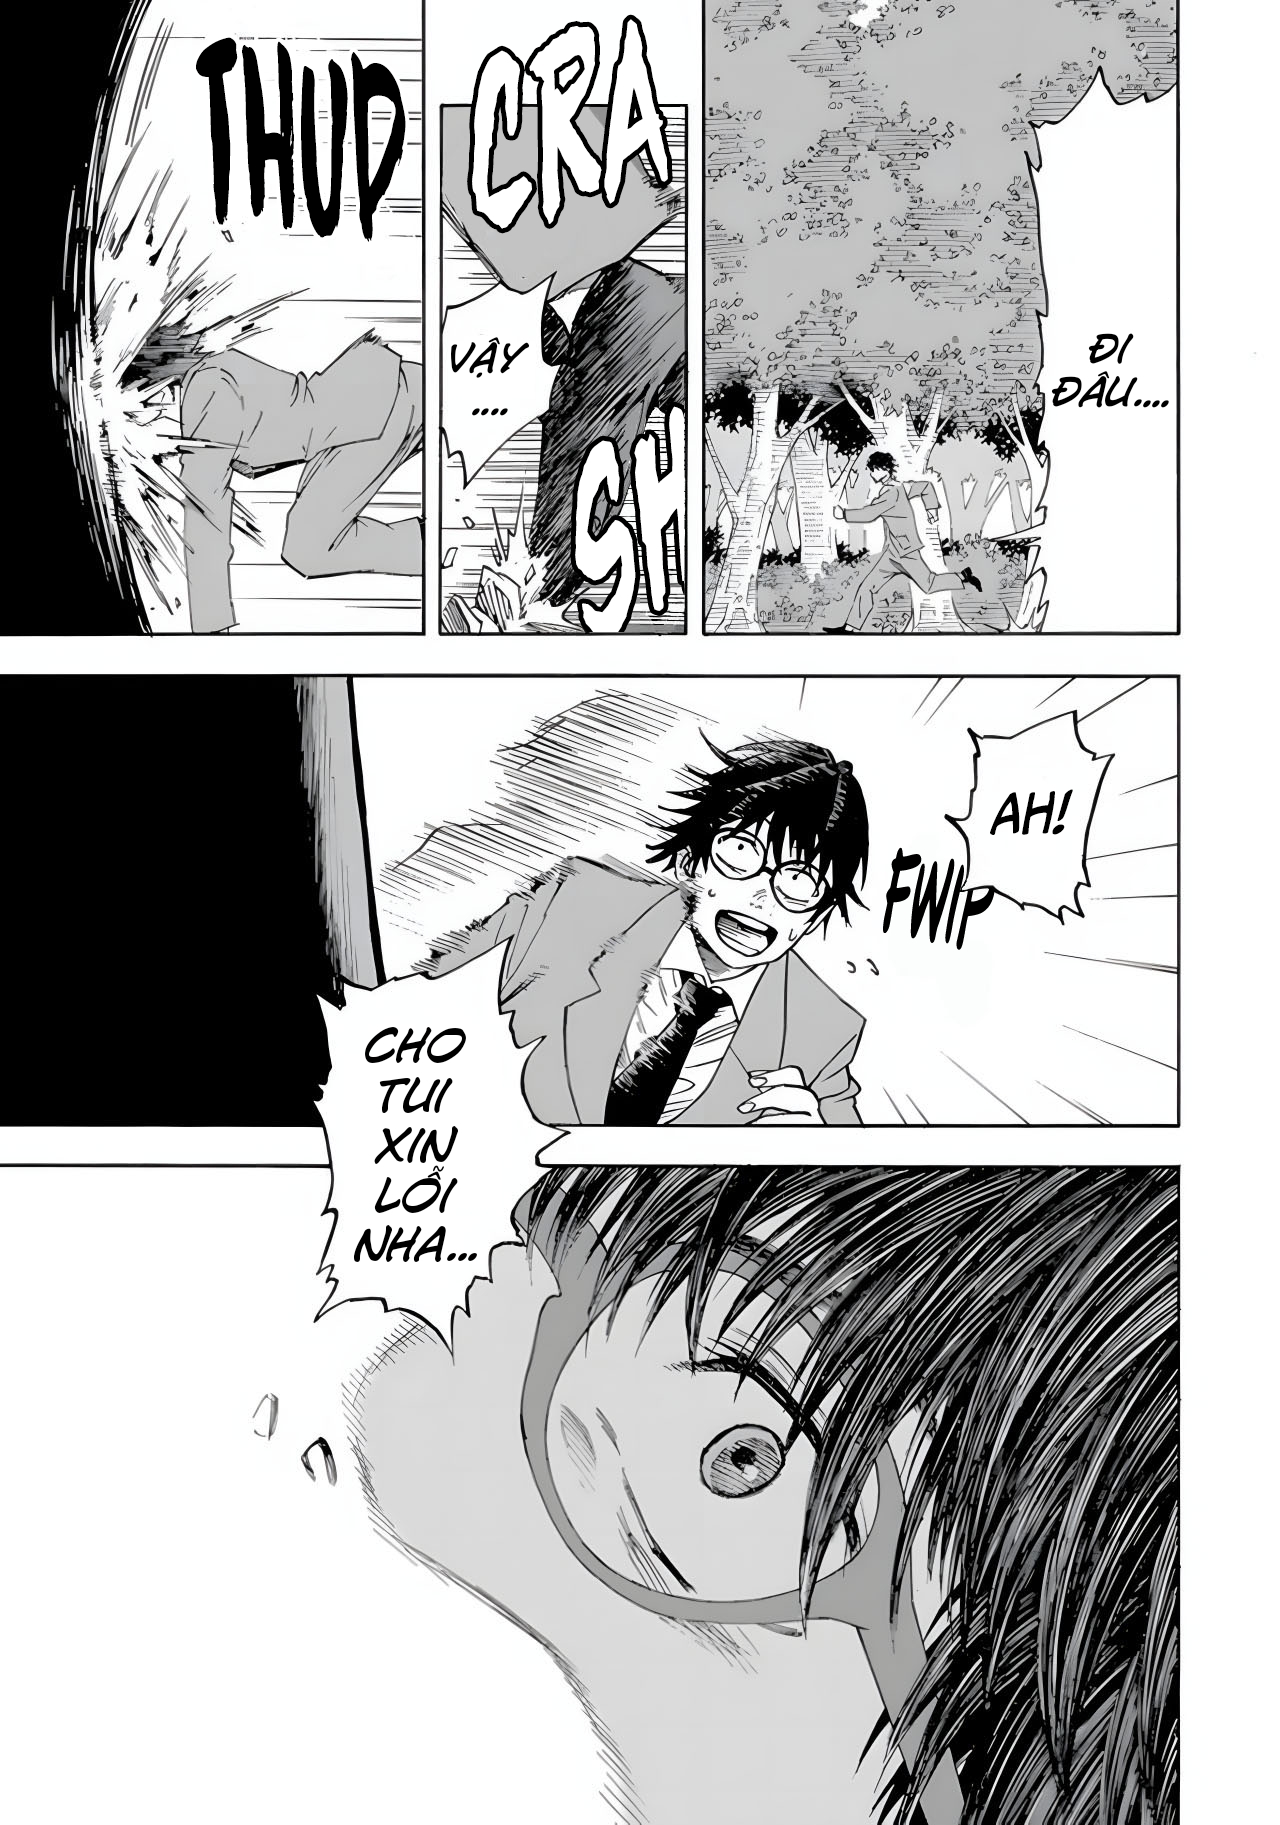 ĐI
ĐÂU....
CRA
SH
VẬY
....
THUD
AH!
FWIP
CHO
TUI
XIN
LỖI
NHA...